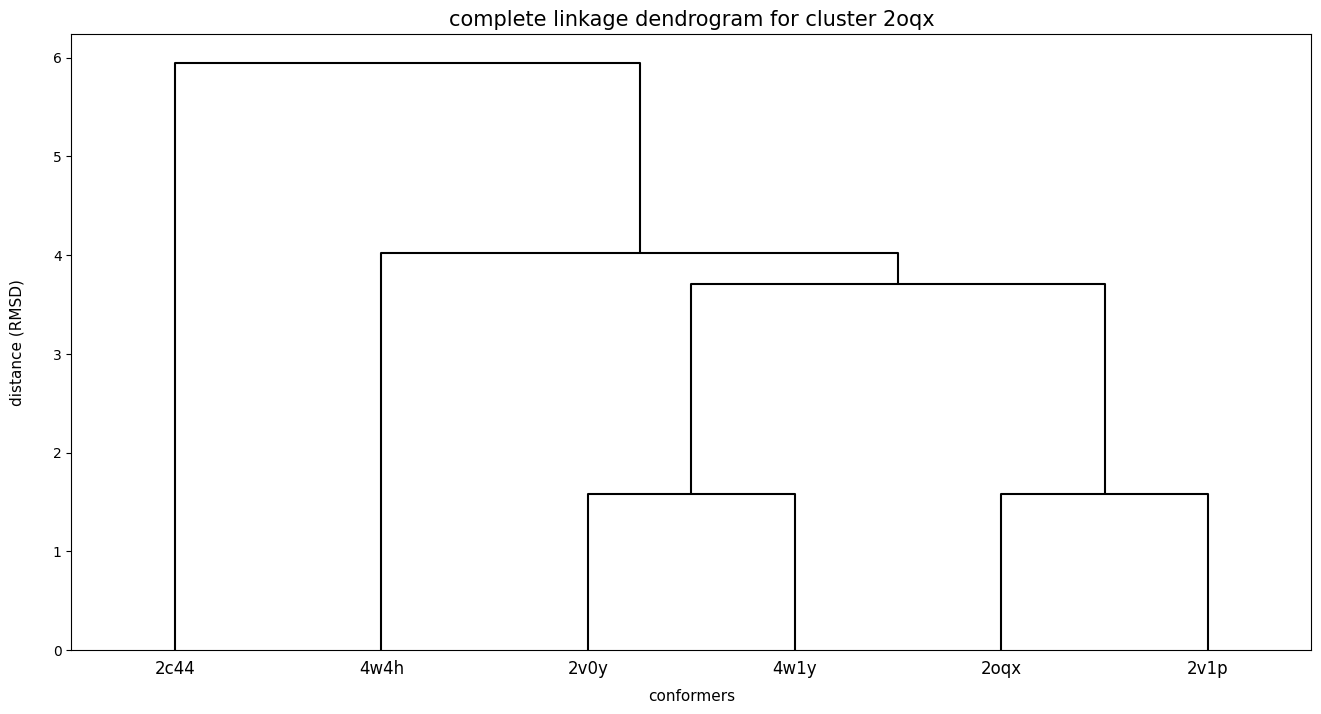 complete linkage dendrogram for cluster 2oqx
6
5
4
3
2
1
0
distance (RMSD)
2c44 4w4h 2v0y 4w1y 2oqx 2v1p
conformers